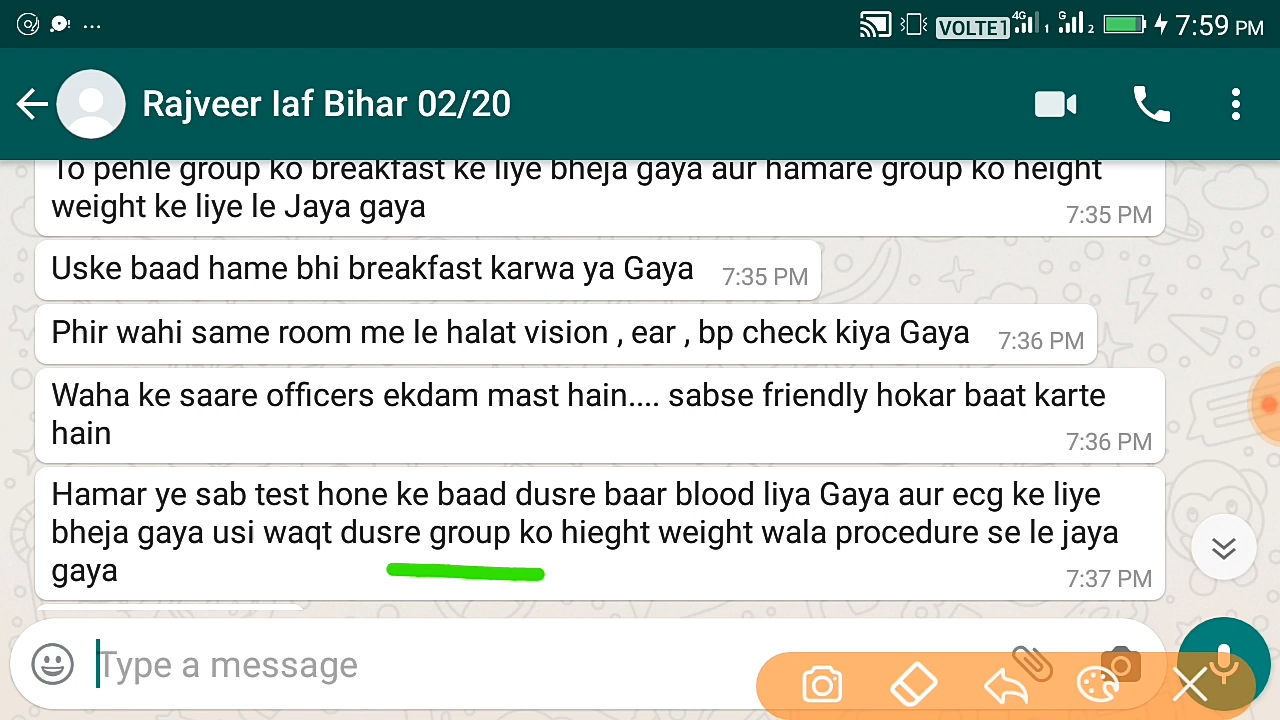 VOLTE1 4G 1 G 2 7:59 PM
Rajveer Iaf Bihar 02/20
To pehle group ko breakfast ke liye bheja gaya aur hamare group ko height
weight ke liye le Jaya gaya
7:35 PM
Uske baad hame bhi breakfast karwa ya Gaya 7:35 PM
Phir wahi same room me le halat vision , ear , bp check kiya Gaya 7:36 PM
Waha ke saare officers ekdam mast hain.... sabse friendly hokar baat karte
hain
7:36 PM
Hamar ye sab test hone ke baad dusre baar blood liya Gaya aur ecg ke liye
bheja gaya usi waqt dusre group ko hieght weight wala procedure se le jaya
gaya
7:37 PM
Type a message